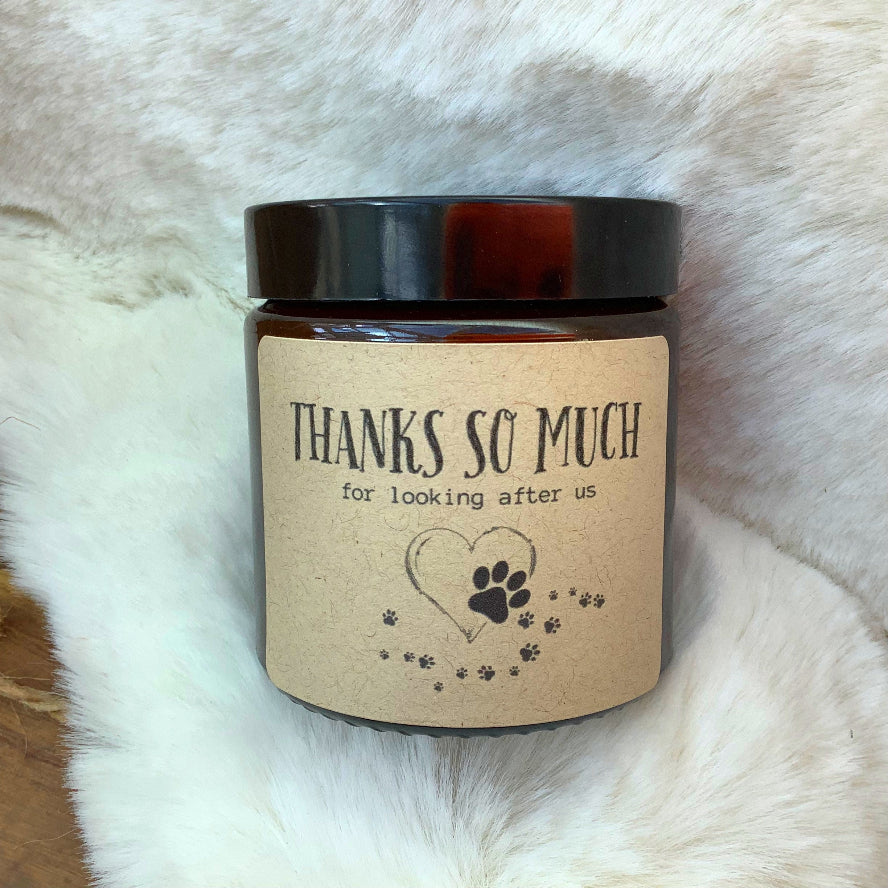 THANKS SO MUCH
for looking after us